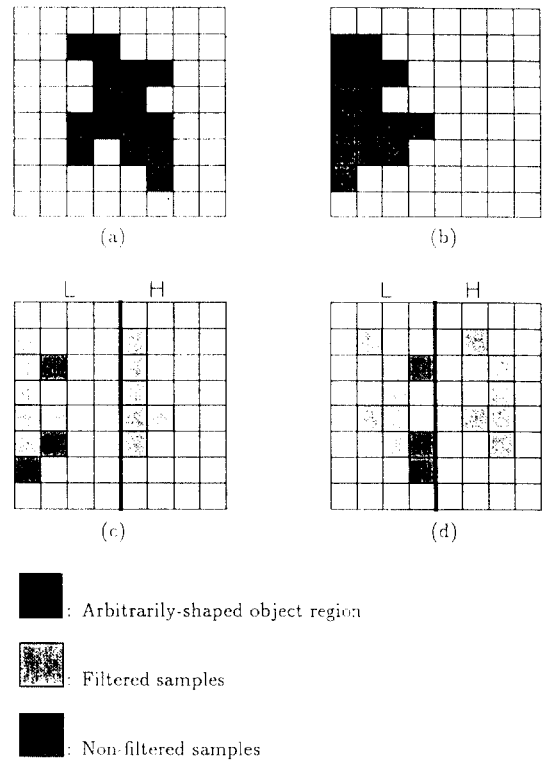 (a) (b)
L H L H
(c) (d)
: Arbitrarily-shaped object region
: Filtered samples
: Non-filtered samples